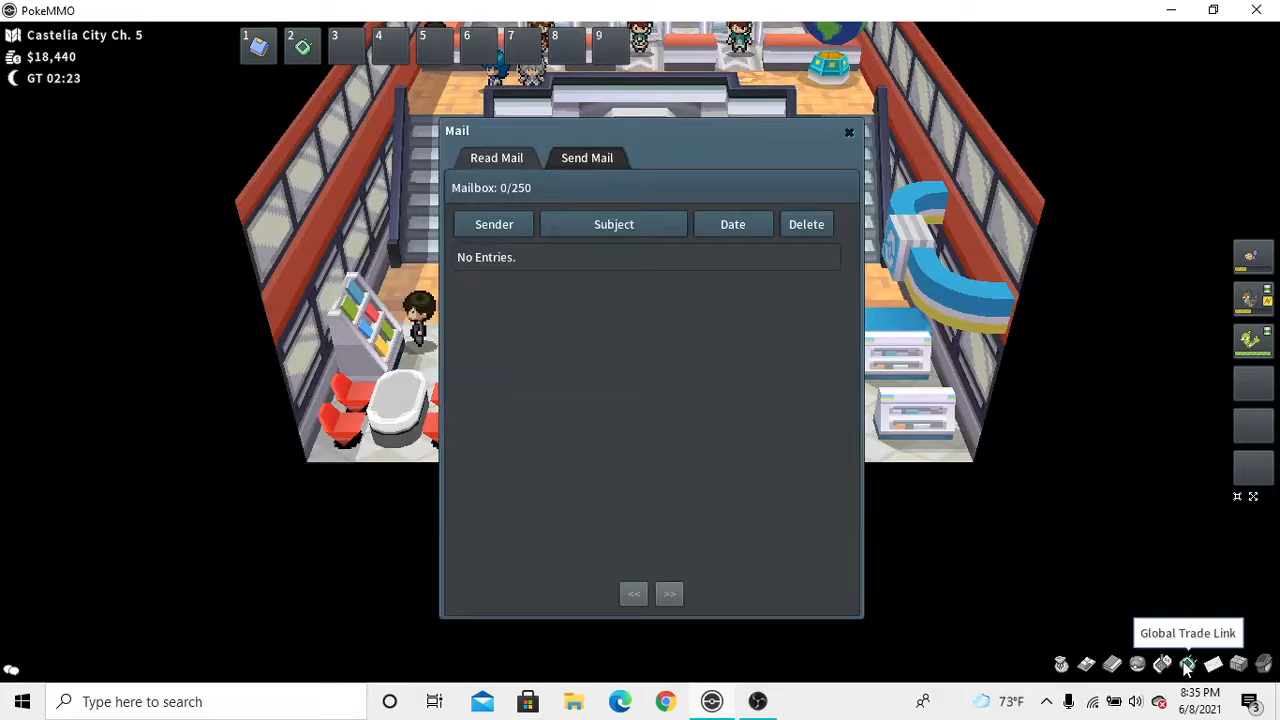 PokeMMO
Castelia City Ch. 5
$18,440
GT 02:23
1 2 3 4 5 6 7 8 9
Mail
Read Mail Send Mail
Mailbox: 0/250
Sender Subject Date Delete
No Entries.
<< >>
Global Trade Link
Type here to search
73°F
8:35 PM
6/8/2021
3